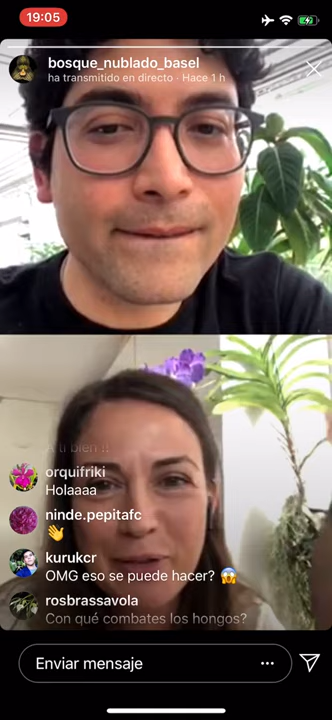 19:05
bosque_nublado_basel
ha transmitido en directo · Hace 1 h
A ti bien !!
orquifriki
Holaaaa
ninde.pepitafc
👋
kurukcr
OMG eso se puede hacer? 😱
rosbrassavola
Con qué combates los hongos?
Enviar mensaje